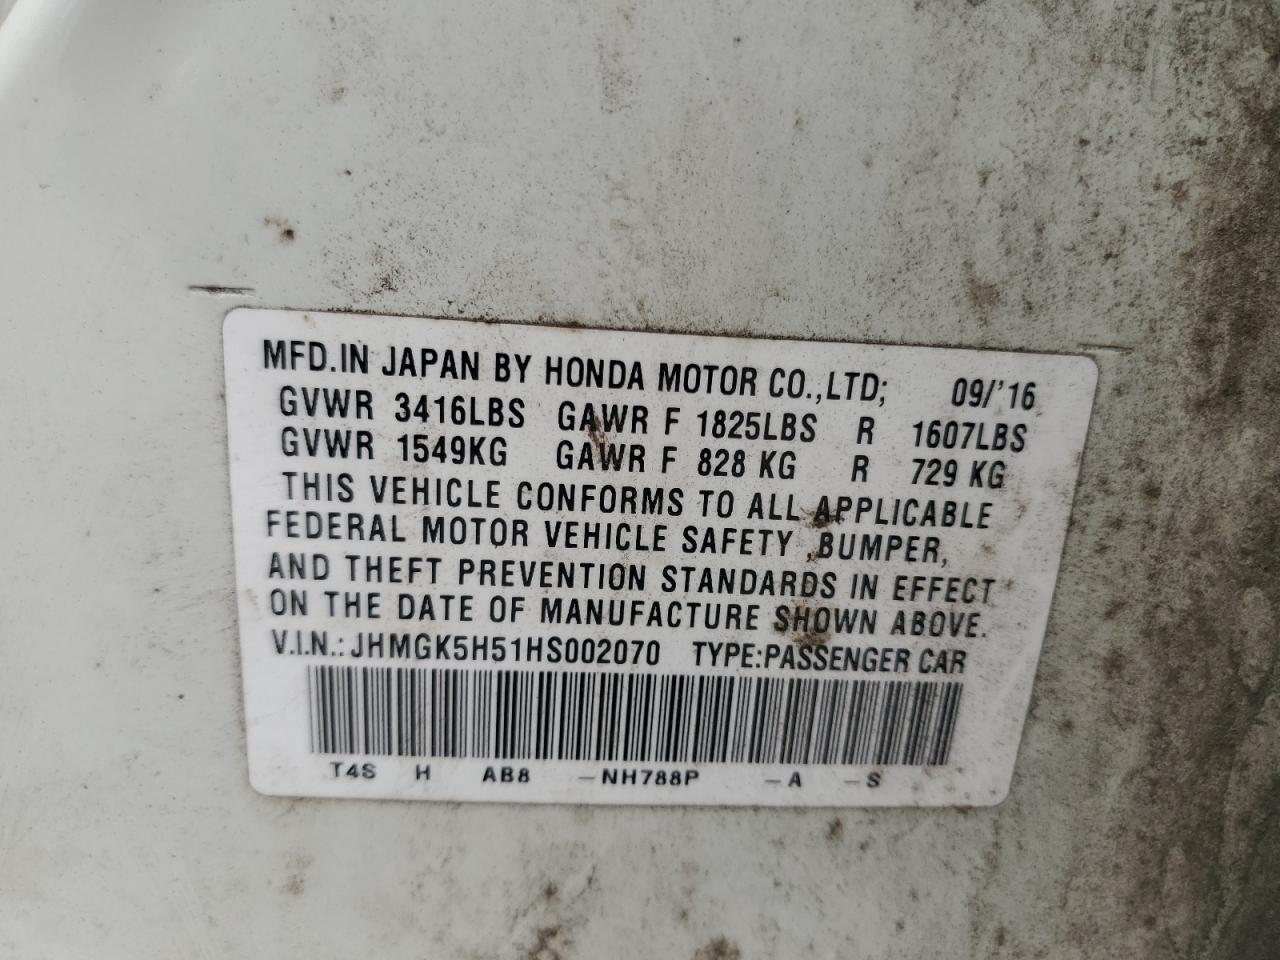 MFD.IN JAPAN BY HONDA MOTOR CO.,LTD; 09/'16
GVWR 3416LBS GAWR F 1825LBS R 1607LBS
GVWR 1549KG GAWR F 828 KG R 729 KG
THIS VEHICLE CONFORMS TO ALL APPLICABLE
FEDERAL MOTOR VEHICLE SAFETY ,BUMPER,
AND THEFT PREVENTION STANDARDS IN EFFECT
ON THE DATE OF MANUFACTURE SHOWN ABOVE.
V.I.N.: JHMGK5H51HS002070 TYPE:PASSENGER CAR
T4S H AB8 -NH788P -A -S